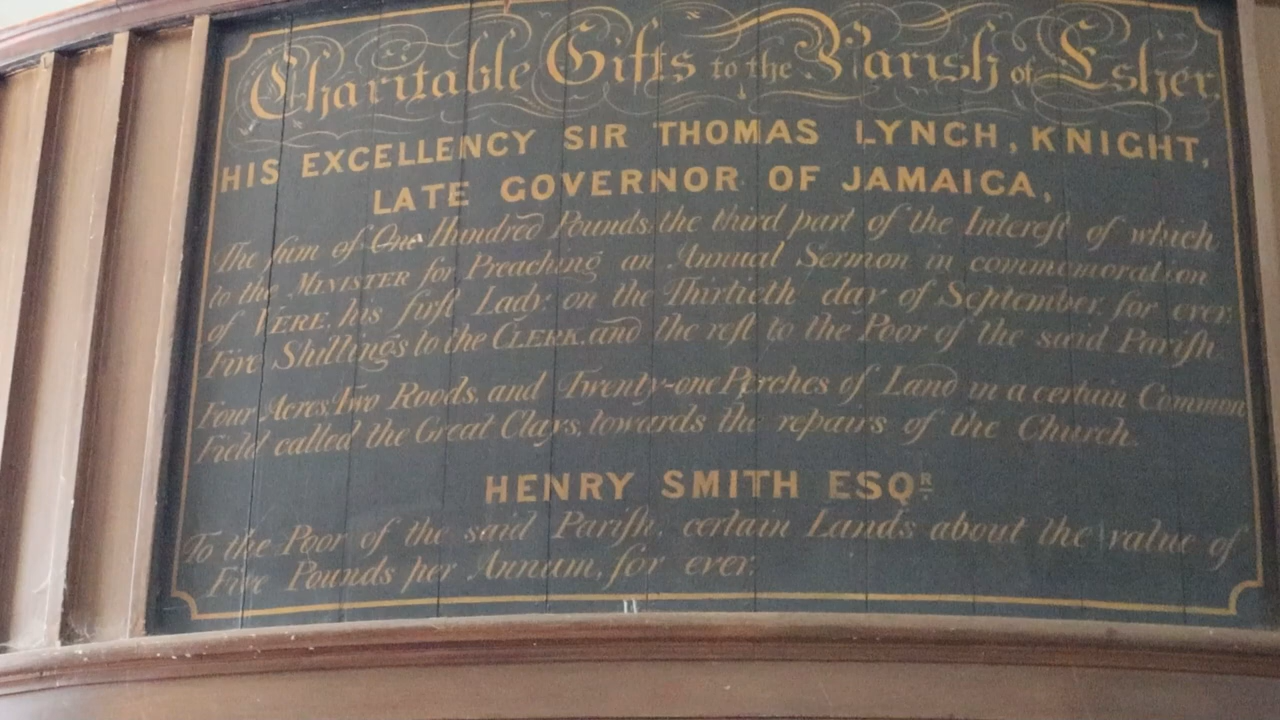 Charitable Gifts to the Parish of Esher,
HIS EXCELLENCY SIR THOMAS LYNCH, KNIGHT,
LATE GOVERNOR OF JAMAICA,
The ſum of One Hundred Pounds, the third part of the Intereſt of which
to the MINISTER for Preaching an Annual Sermon in commemoration
of VERE, his firſt Lady, on the Thirtieth day of September, for ever.
Five Shillings to the CLERK, and the reſt to the Poor of the said Pariſh
Four Acres, Two Roods, and Twenty-one Perches of Land in a certain Common
Field called the Great Clays, towards the repairs of the Church.
HENRY SMITH ESQR.
To the Poor of the said Pariſh, certain Lands about the value of
Five Pounds per Annum, for ever.